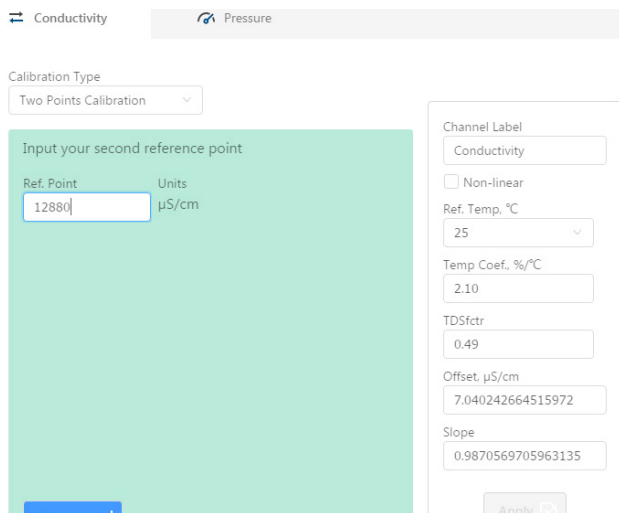 Conductivity
Pressure
Calibration Type
Two Points Calibration
Input your second reference point
Ref. Point
Units
12880
µS/cm
Channel Label
Conductivity
Non-linear
Ref. Temp, °C
25
Temp Coef., %/°C
2.10
TDSfctr
0.49
Offset, µS/cm
7.040242664515972
Slope
0.9870569705963135
Apply